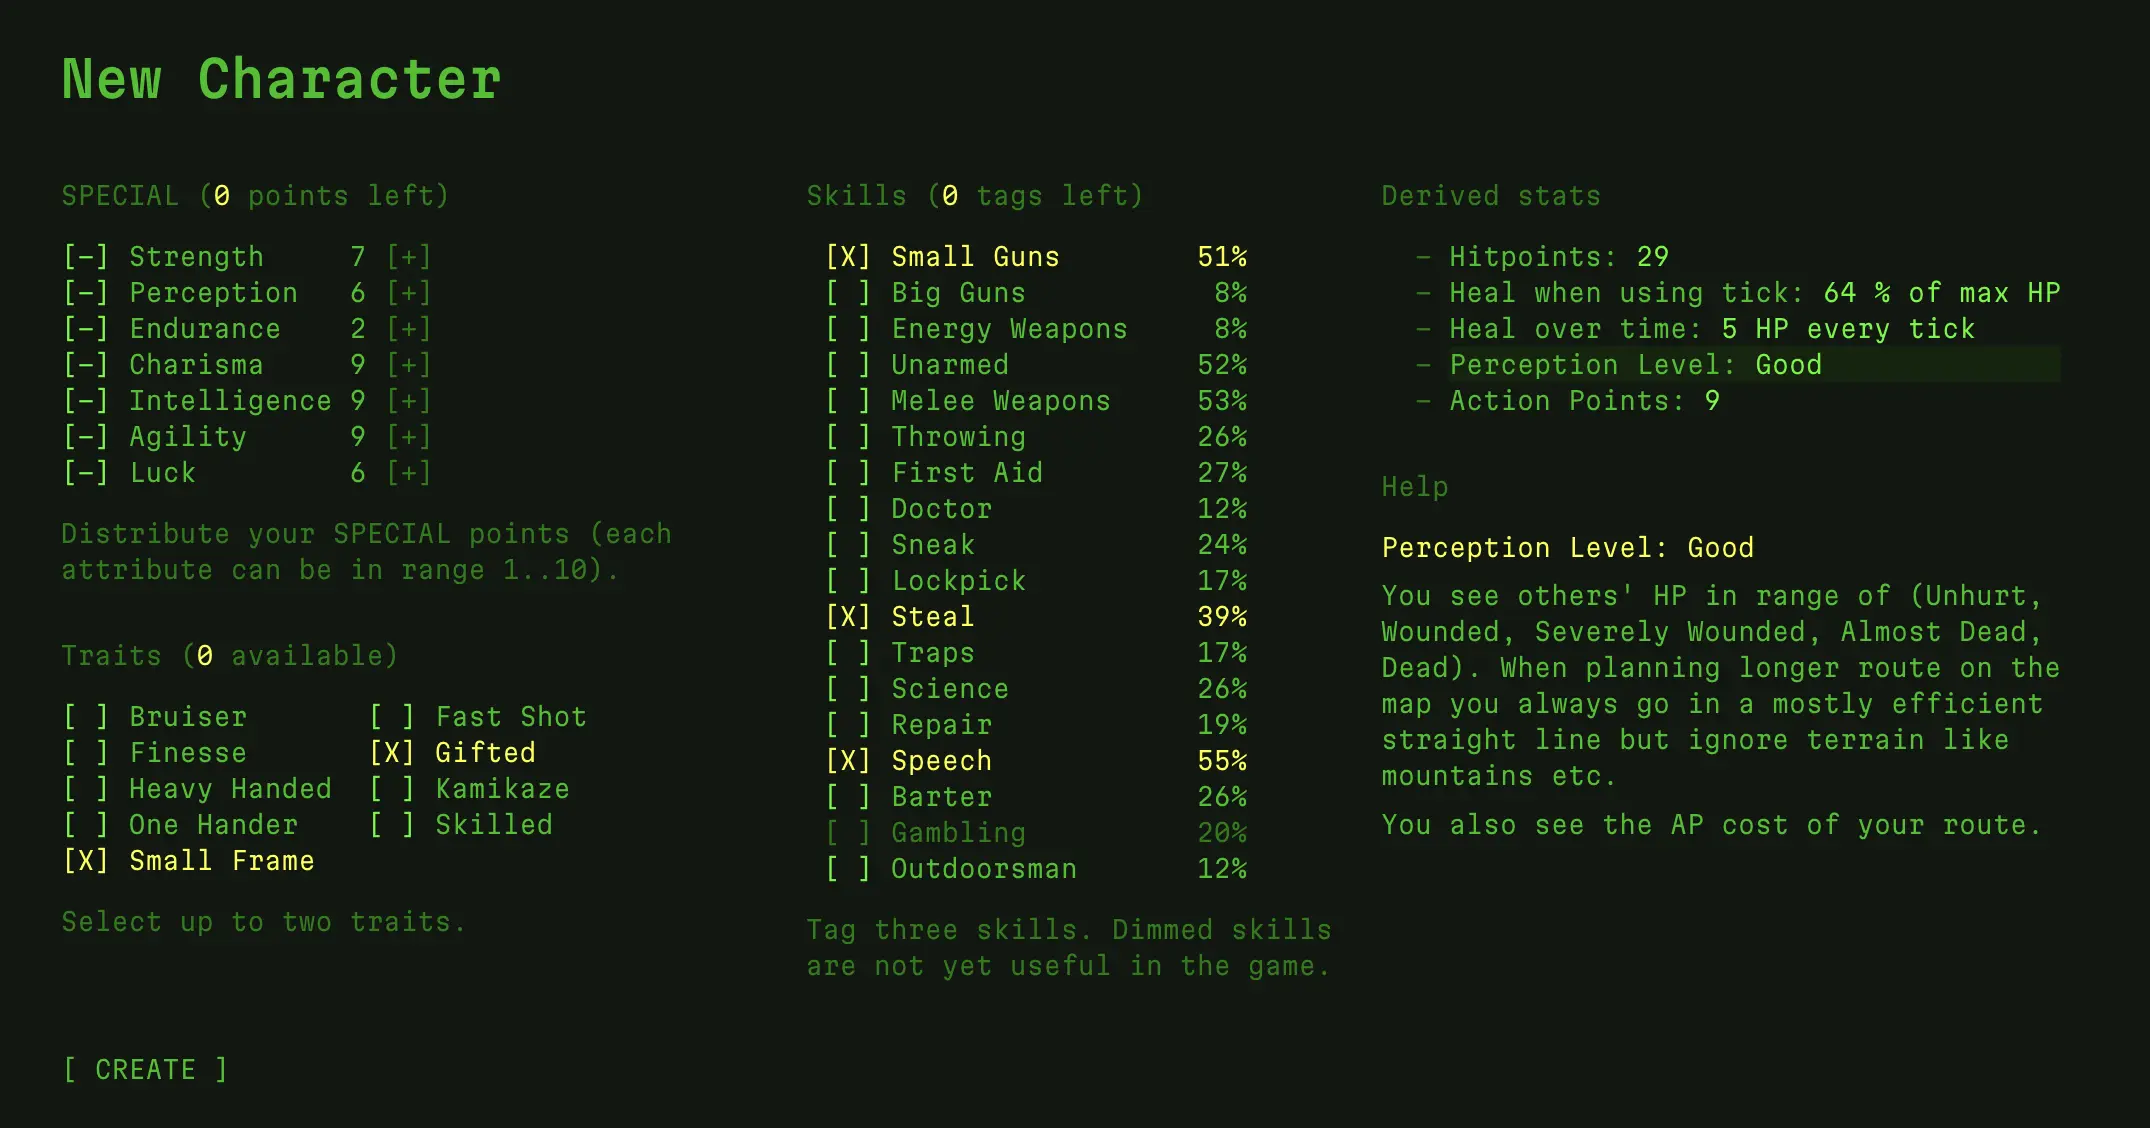 New Character
SPECIAL (0 points left)
[-] Strength 7 [+]
[-] Perception 6 [+]
[-] Endurance 2 [+]
[-] Charisma 9 [+]
[-] Intelligence 9 [+]
[-] Agility 9 [+]
[-] Luck 6 [+]
Distribute your SPECIAL points (each
attribute can be in range 1..10).
Traits (0 available)
[ ] Bruiser [ ] Fast Shot
[ ] Finesse [X] Gifted
[ ] Heavy Handed [ ] Kamikaze
[ ] One Hander [ ] Skilled
[X] Small Frame
Select up to two traits.
Skills (0 tags left)
[X] Small Guns 51%
[ ] Big Guns 8%
[ ] Energy Weapons 8%
[ ] Unarmed 52%
[ ] Melee Weapons 53%
[ ] Throwing 26%
[ ] First Aid 27%
[ ] Doctor 12%
[ ] Sneak 24%
[ ] Lockpick 17%
[X] Steal 39%
[ ] Traps 17%
[ ] Science 26%
[ ] Repair 19%
[X] Speech 55%
[ ] Barter 26%
[ ] Gambling 20%
[ ] Outdoorsman 12%
Tag three skills. Dimmed skills
are not yet useful in the game.
Derived stats
– Hitpoints: 29
– Heal when using tick: 64 % of max HP
– Heal over time: 5 HP every tick
– Perception Level: Good
– Action Points: 9
Help
Perception Level: Good
You see others' HP in range of (Unhurt,
Wounded, Severely Wounded, Almost Dead,
Dead). When planning longer route on the
map you always go in a mostly efficient
straight line but ignore terrain like
mountains etc.
You also see the AP cost of your route.
[ CREATE ]